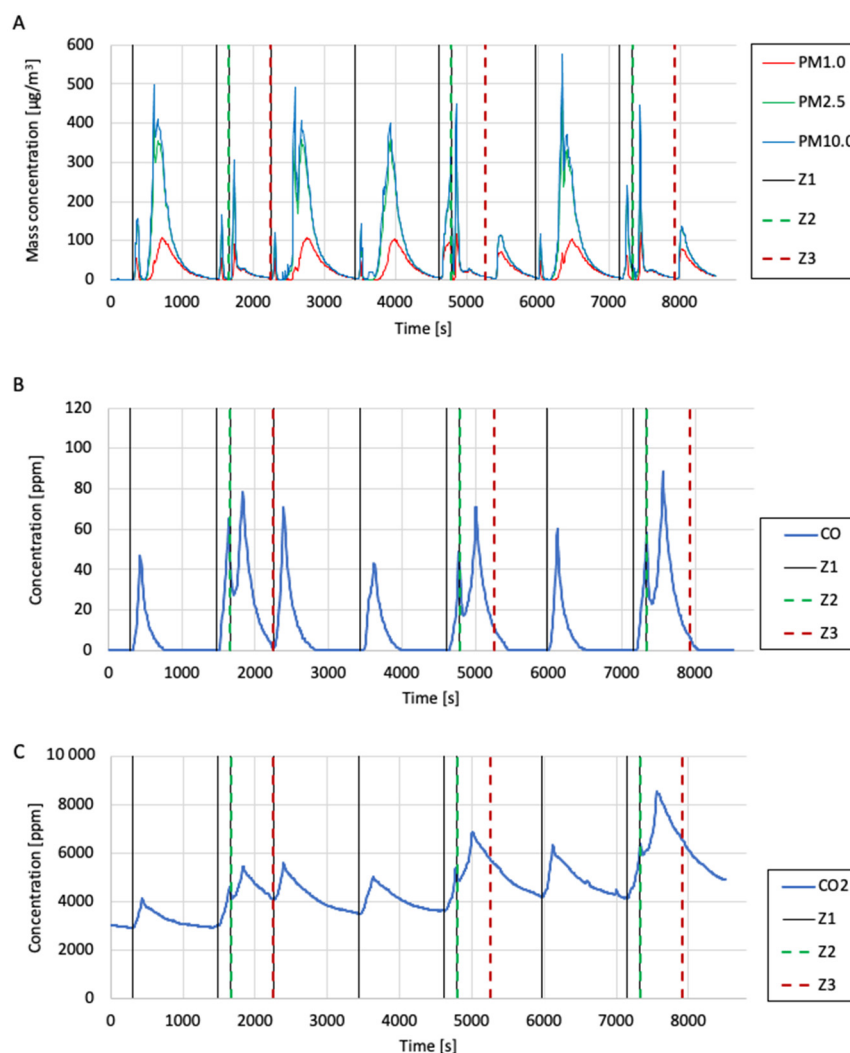 A
Mass concentration [µg/m³]
600
500
400
300
200
100
0
0 1000 2000 3000 4000 5000 6000 7000 8000
Time [s]
PM1.0
PM2.5
PM10.0
Z1
Z2
Z3
B
Concentration [ppm]
120
100
80
60
40
20
0
0 1000 2000 3000 4000 5000 6000 7000 8000
Time [s]
CO
Z1
Z2
Z3
C
Concentration [ppm]
10 000
8000
6000
4000
2000
0
0 1000 2000 3000 4000 5000 6000 7000 8000
Time [s]
CO2
Z1
Z2
Z3